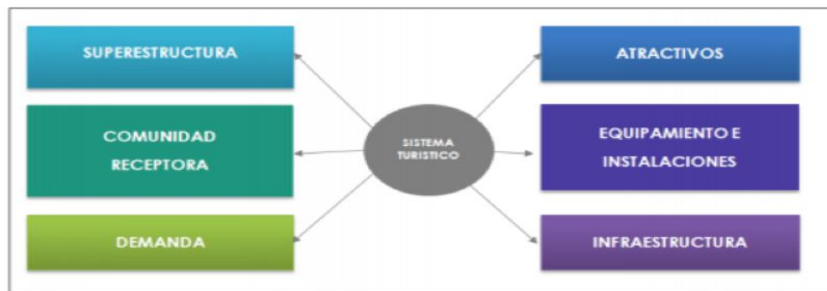 SUPERESTRUCTURA
COMUNIDAD
RECEPTORA
DEMANDA
SISTEMA
TURISTICO
ATRACTIVOS
EQUIPAMIENTO E
INSTALACIONES
INFRAESTRUCTURA